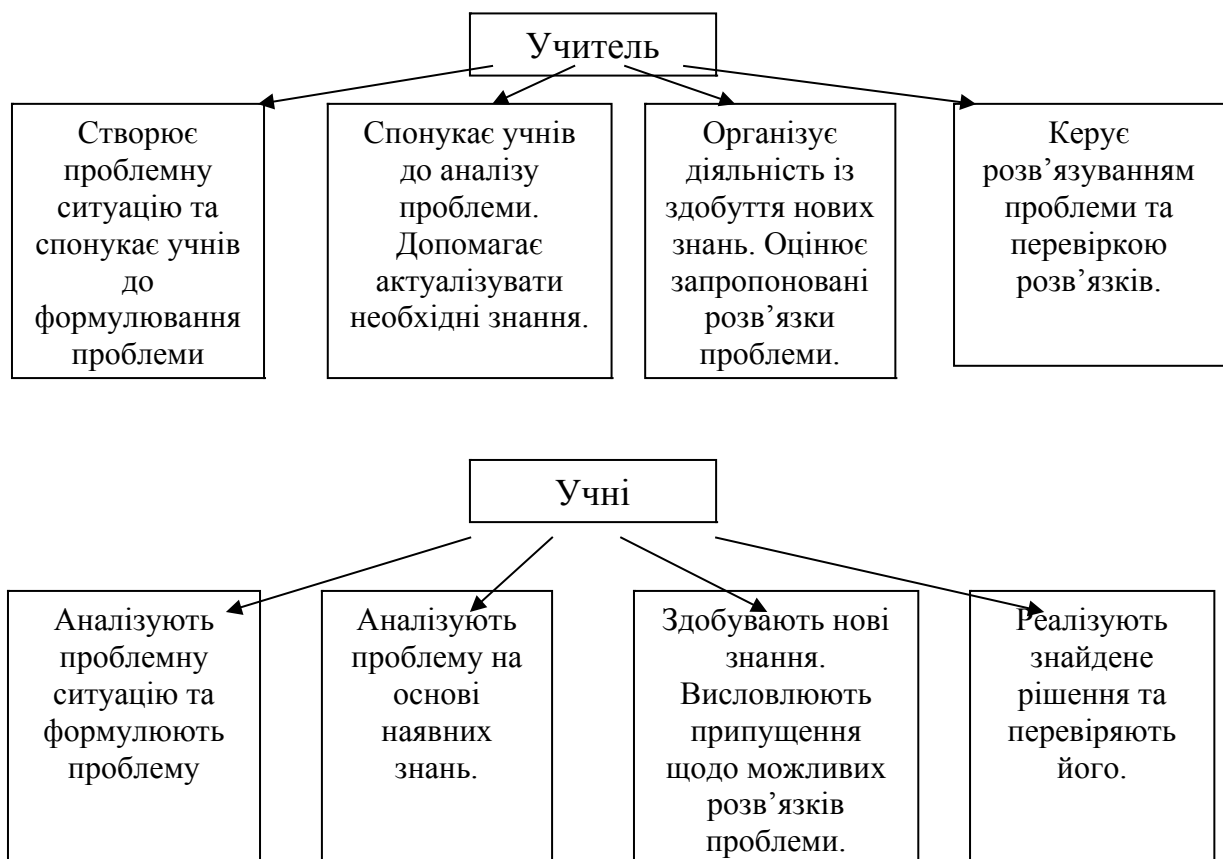 Учитель
Створює
проблемну
ситуацію та
спонукає учнів
до
формулювання
проблеми
Спонукає учнів
до аналізу
проблеми.
Допомагає
актуалізувати
необхідні знання.
Організує
діяльність із
здобуття нових
знань. Оцінює
запропоновані
розв’язки
проблеми.
Керує
розв’язуванням
проблеми та
перевіркою
розв’язків.
Учні
Аналізують
проблемну
ситуацію та
формулюють
проблему
Аналізують
проблему на
основі
наявних
знань.
Здобувають нові
знання.
Висловлюють
припущення
щодо можливих
розв’язків
проблеми.
Реалізують
знайдене
рішення та
перевіряють
його.